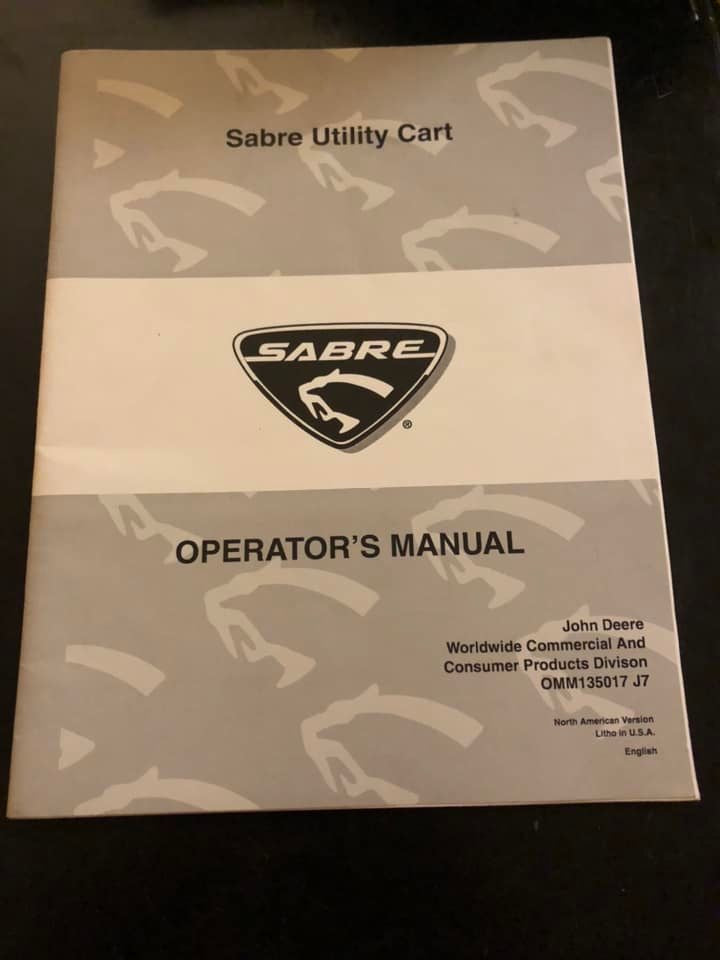 Sabre Utility Cart
SABRE
®
OPERATOR'S MANUAL
John Deere
Worldwide Commercial And
Consumer Products Divison
OMM135017 J7
North American Version
Litho in U.S.A.
English